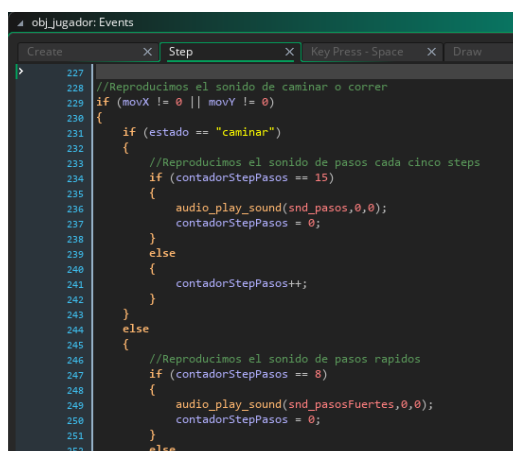 obj_jugador: Events
Create × Step × Key Press - Space × Draw
227
228 //Reproducimos el sonido de caminar o correr
229 if (movX != 0 || movY != 0)
230 {
231 if (estado == "caminar")
232 {
233 //Reproducimos el sonido de pasos cada cinco steps
234 if (contadorStepPasos == 15)
235 {
236 audio_play_sound(snd_pasos,0,0);
237 contadorStepPasos = 0;
238 }
239 else
240 {
241 contadorStepPasos++;
242 }
243 }
244 else
245 {
246 //Reproducimos el sonido de pasos rapidos
247 if (contadorStepPasos == 8)
248 {
249 audio_play_sound(snd_pasosFuertes,0,0);
250 contadorStepPasos = 0;
251 }
252 else